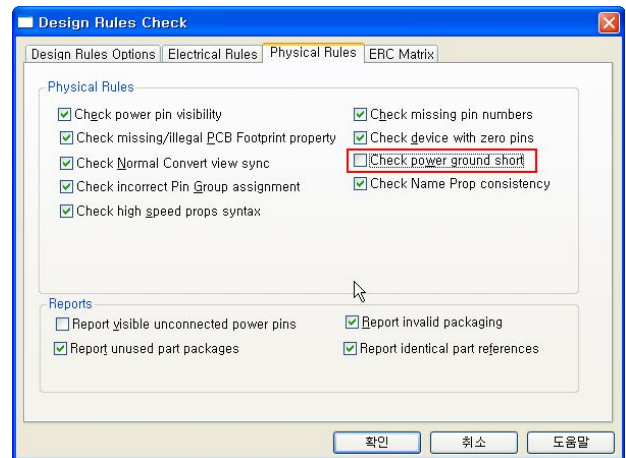 Design Rules Check
Design Rules Options Electrical Rules Physical Rules ERC Matrix
Physical Rules
Check power pin visibility
Check missing/illegal PCB Footprint property
Check Normal Convert view sync
Check incorrect Pin Group assignment
Check high speed props syntax
Check missing pin numbers
Check device with zero pins
Check power ground short
Check Name Prop consistency
Reports
Report visible unconnected power pins
Report unused part packages
Report invalid packaging
Report identical part references
확인 취소 도움말